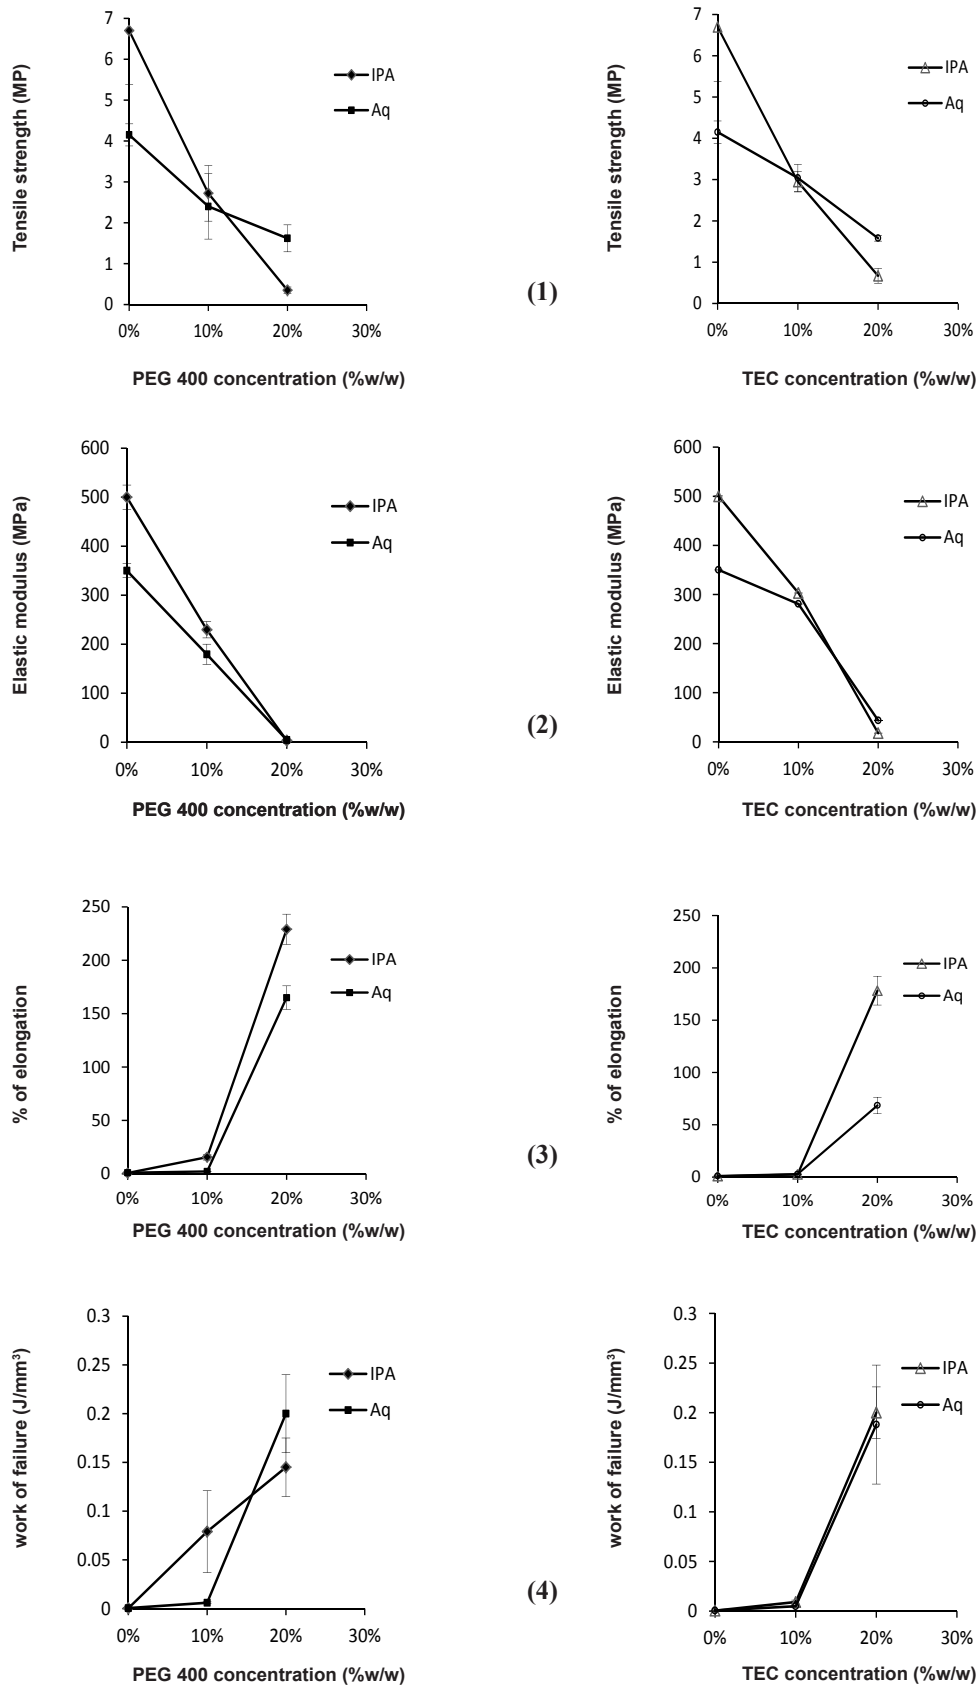 Tensile strength (MP)
7
6
5
4
3
2
1
0
0% 10% 20% 30%
PEG 400 concentration (%w/w)
IPA
Aq
(1)
Tensile strength (MP)
7
6
5
4
3
2
1
0
0% 10% 20% 30%
TEC concentration (%w/w)
IPA
Aq
Elastic modulus (MPa)
600
500
400
300
200
100
0
0% 10% 20% 30%
PEG 400 concentration (%w/w)
IPA
Aq
(2)
Elastic modulus (MPa)
600
500
400
300
200
100
0
0% 10% 20% 30%
TEC concentration (%w/w)
IPA
Aq
% of elongation
250
200
150
100
50
0
0% 10% 20% 30%
PEG 400 concentration (%w/w)
IPA
Aq
(3)
% of elongation
250
200
150
100
50
0
0% 10% 20% 30%
TEC concentration (%w/w)
IPA
Aq
work of failure (J/mm³)
0.3
0.25
0.2
0.15
0.1
0.05
0
0% 10% 20% 30%
PEG 400 concentration (%w/w)
IPA
Aq
(4)
work of failure (J/mm³)
0.3
0.25
0.2
0.15
0.1
0.05
0
0% 10% 20% 30%
TEC concentration (%w/w)
IPA
Aq